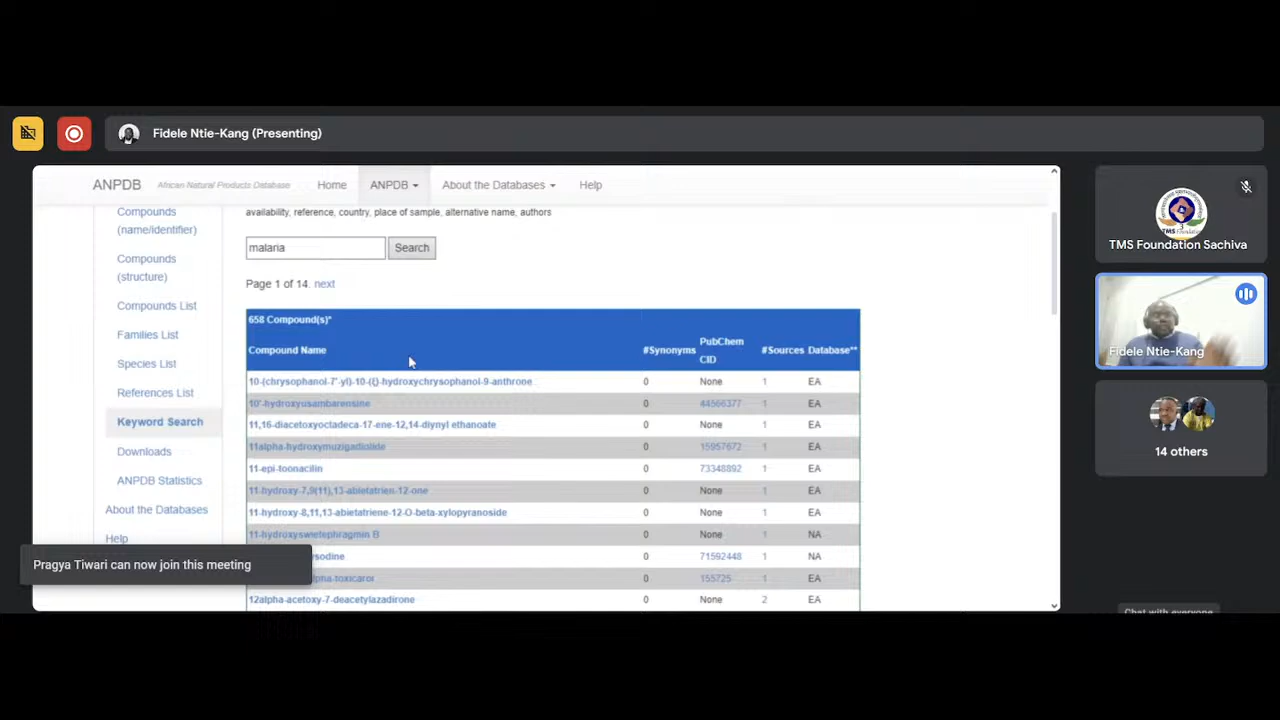 Fidele Ntie-Kang (Presenting)
ANPDB African Natural Products Database Home ANPDB About the Databases Help
Compounds
(name/identifier)
Compounds
(structure)
Compounds List
Families List
Species List
References List
Keyword Search
Downloads
ANPDB Statistics
About the Databases
Help
availability, reference, country, place of sample, alternative name, authors
malaria Search
Page 1 of 14. next
658 Compound(s)*
Compound Name #Synonyms PubChem CID #Sources Database**
10-(chrysophanol-7'-yl)-10-(ξ)-hydroxychrysophanol-9-anthrone 0 None 1 EA
10'-hydroxyusambarensine 0 44566377 1 EA
11,16-diacetoxyoctadeca-17-ene-12,14-diynyl ethanoate 0 None 1 EA
11alpha-hydroxymuzigadiolide 0 15957672 1 EA
11-epi-toonacilin 0 73348892 1 EA
11-hydroxy-7,9(11),13-abietatrien-12-one 0 None 1 EA
11-hydroxy-8,11,13-abietatriene-12-O-beta-xylopyranoside 0 None 1 EA
11-hydroxyswietephragmin B 0 None 1 NA
0 71592448 1 EA
0 155725 1 EA
12alpha-acetoxy-7-deacetylazadirone 0 None 2 EA
Pragya Tiwari can now join this meeting
TMS Foundation
TMS Foundation Sachiva
Fidele Ntie-Kang
14 others
Chat with everyone